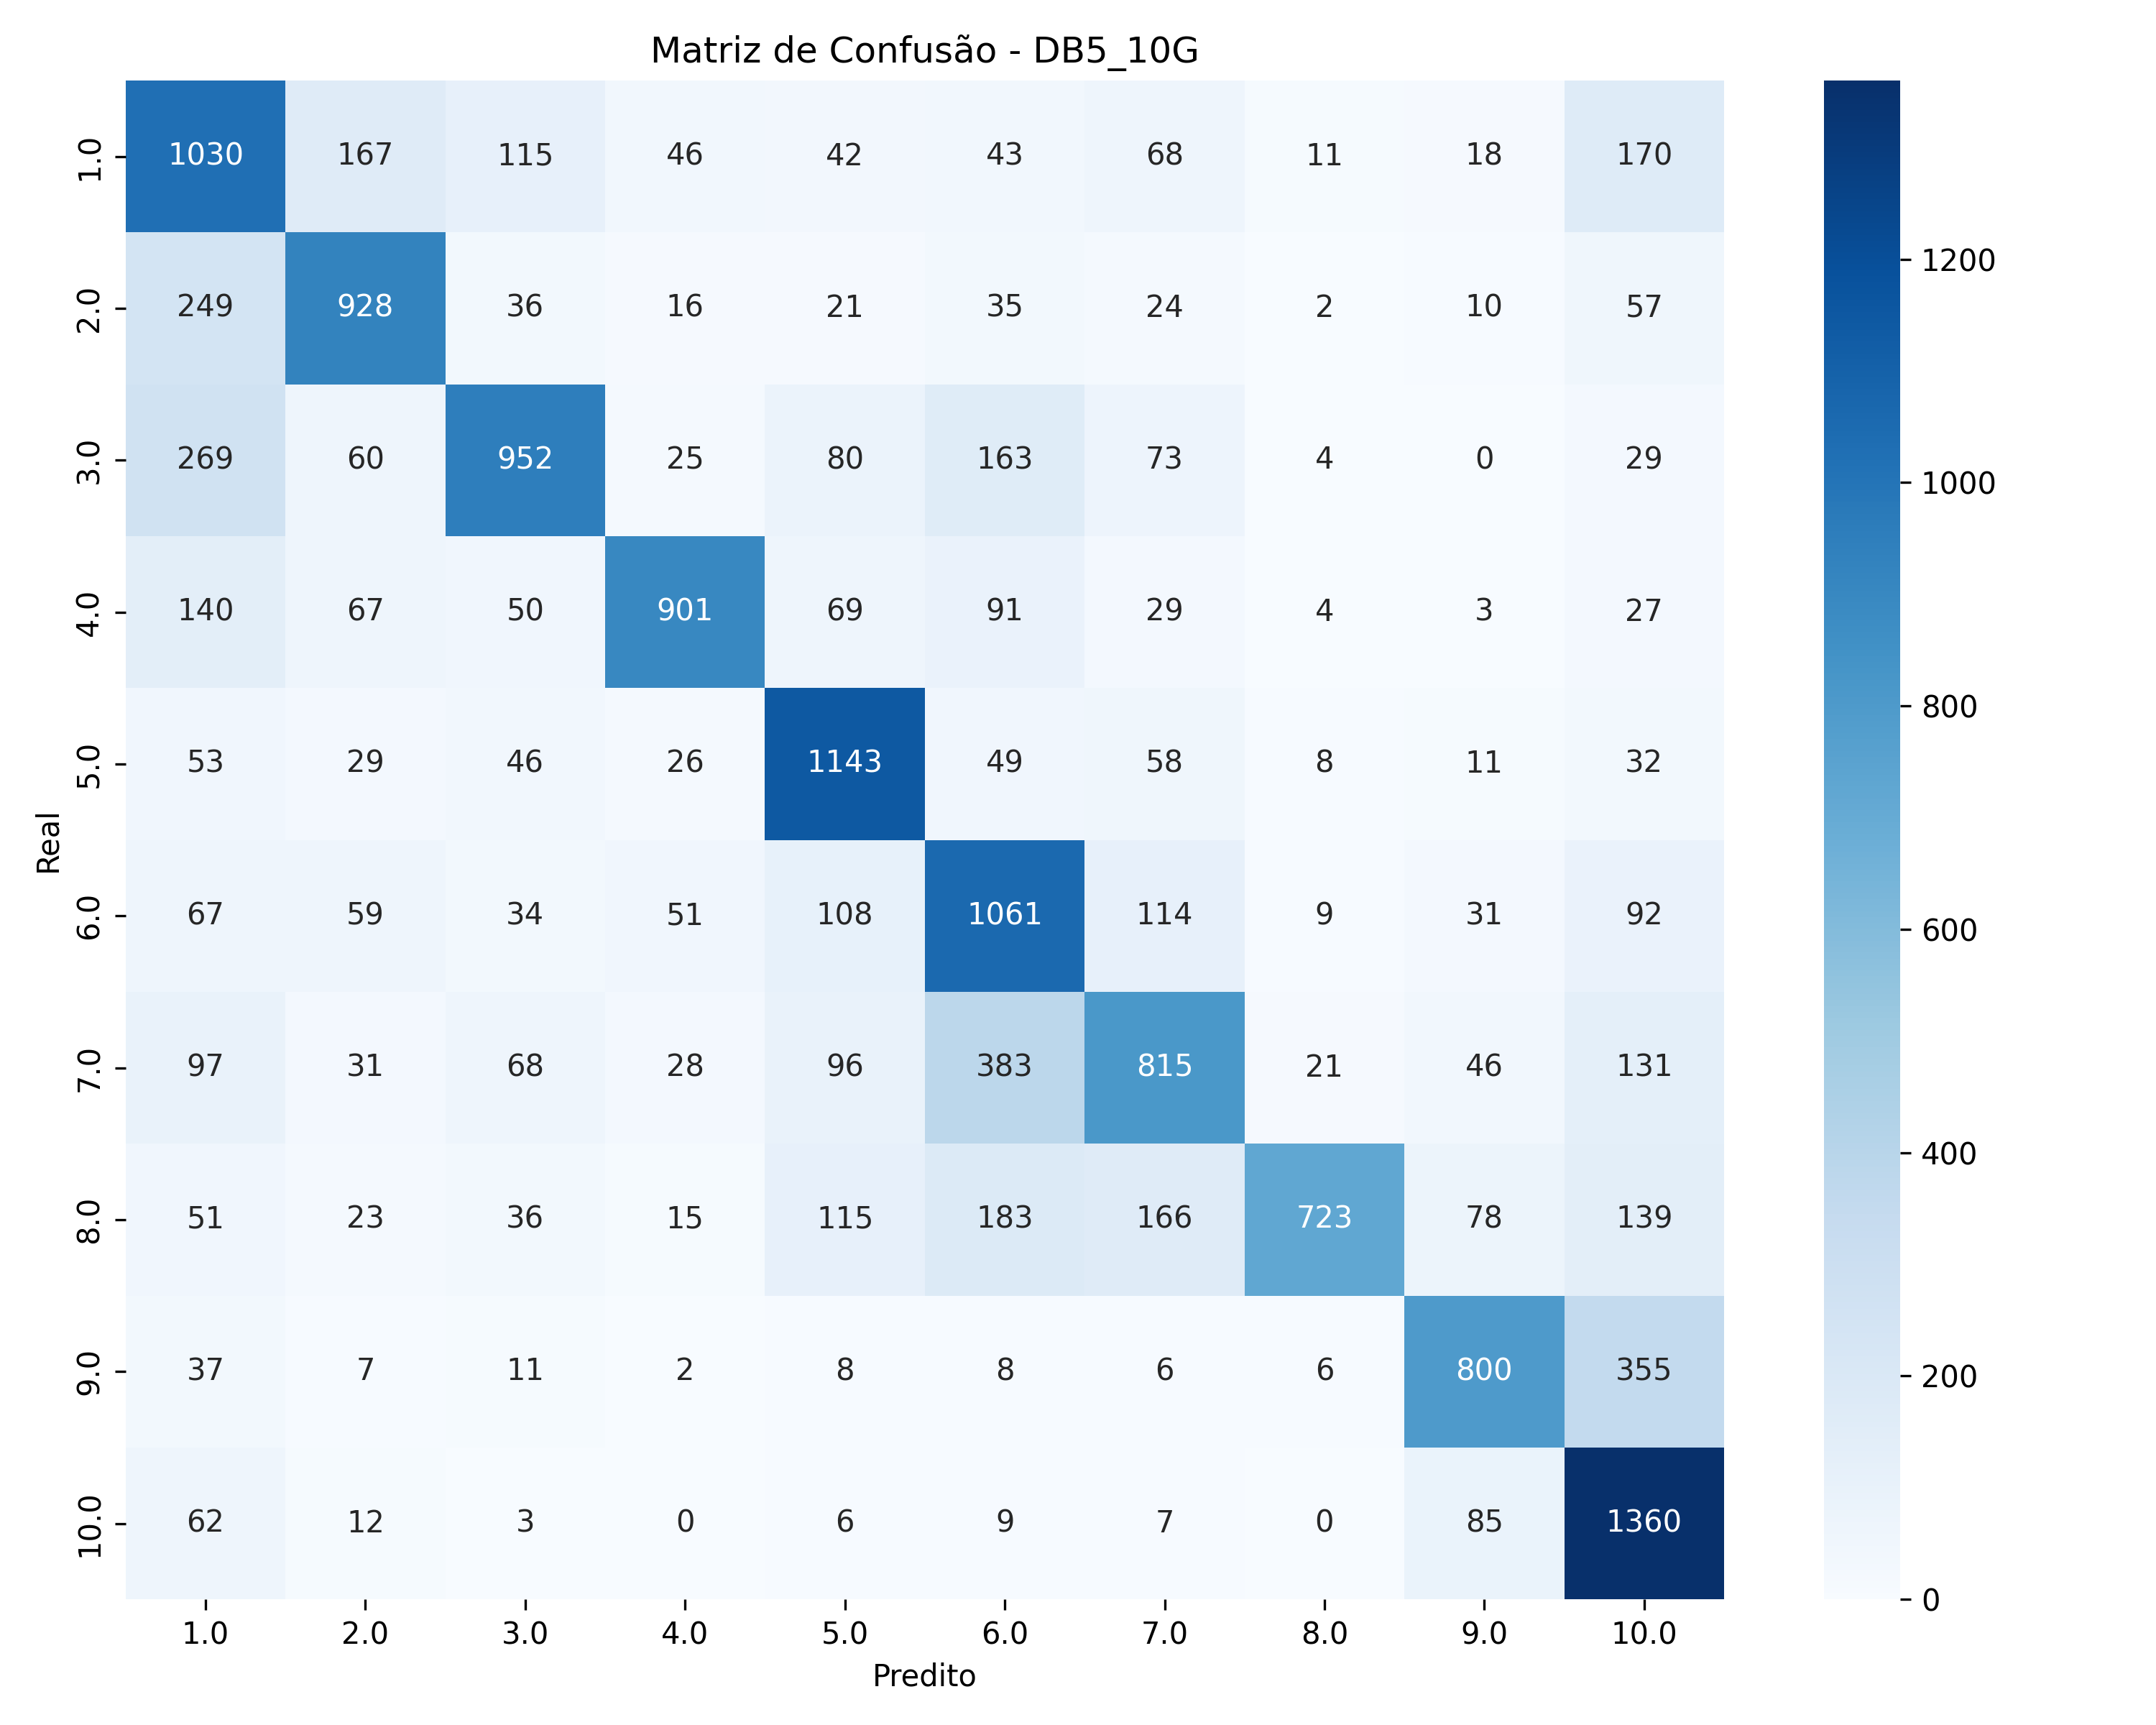 Matriz de Confusão - DB5_10G
1.0 1030 167 115 46 42 43 68 11 18 170
2.0 249 928 36 16 21 35 24 2 10 57
3.0 269 60 952 25 80 163 73 4 0 29
4.0 140 67 50 901 69 91 29 4 3 27
5.0 53 29 46 26 1143 49 58 8 11 32
6.0 67 59 34 51 108 1061 114 9 31 92
7.0 97 31 68 28 96 383 815 21 46 131
8.0 51 23 36 15 115 183 166 723 78 139
9.0 37 7 11 2 8 8 6 6 800 355
10.0 62 12 3 0 6 9 7 0 85 1360
1.0 2.0 3.0 4.0 5.0 6.0 7.0 8.0 9.0 10.0
Predito
Real
1200
1000
800
600
400
200
0